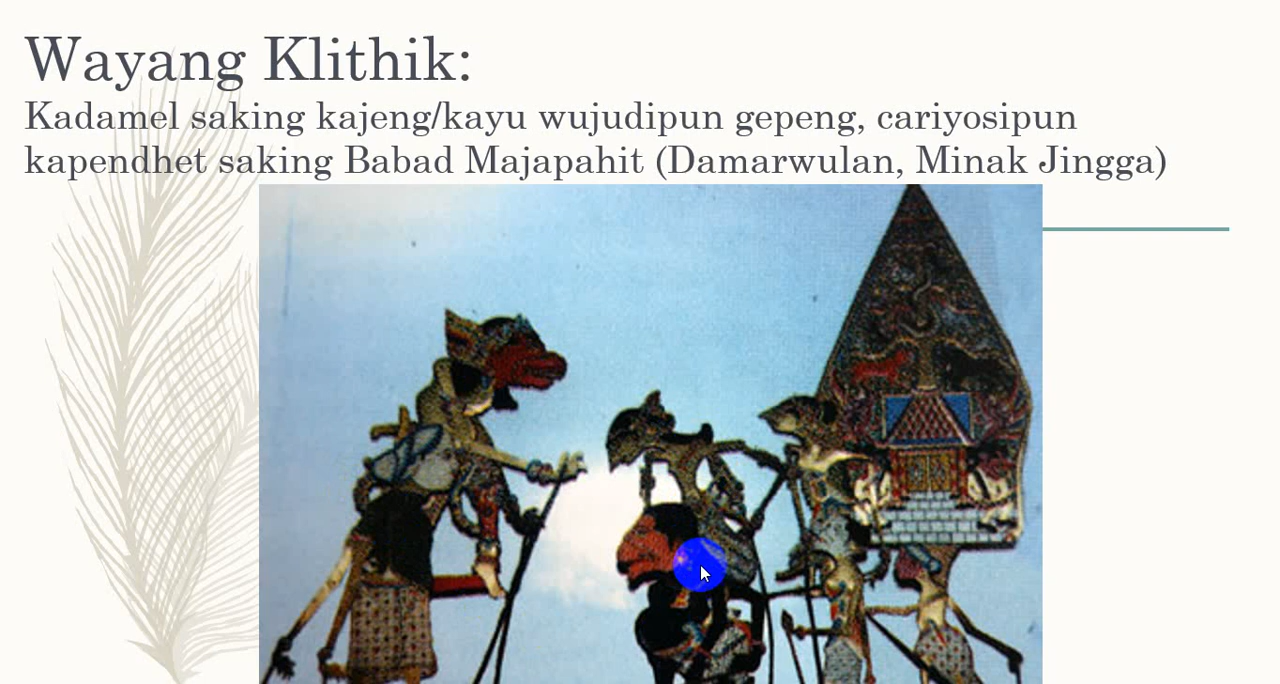 Wayang Klithik:
Kadamel saking kajeng/kayu wujudipun gepeng, cariyosipun
kapendhet saking Babad Majapahit (Damarwulan, Minak Jingga)